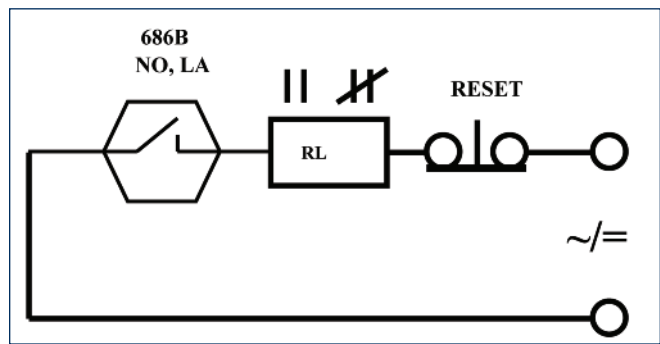 686B
NO, LA
RESET
RL
~/=